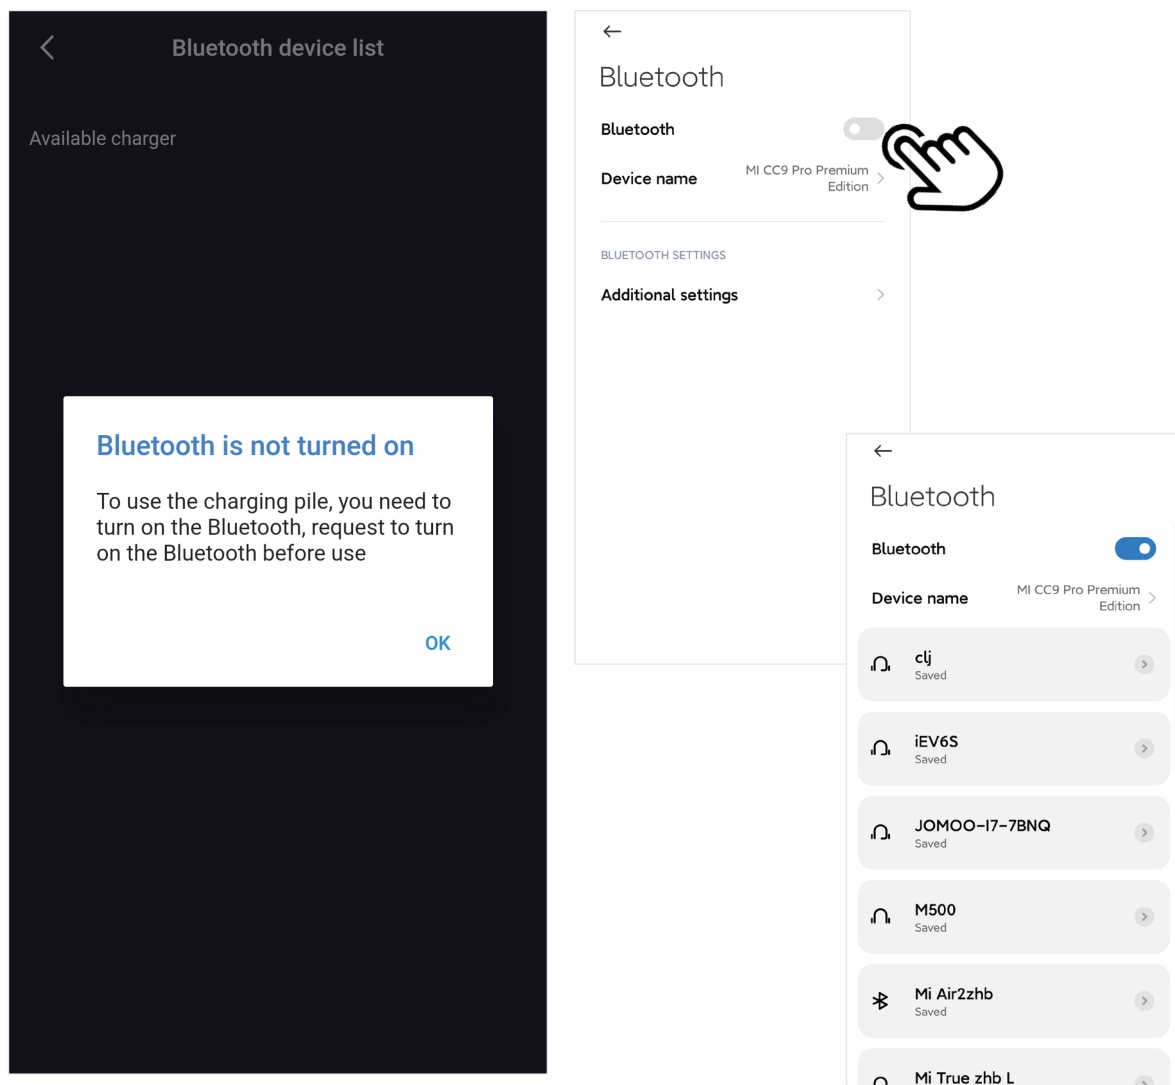 Bluetooth device list
Available charger
Bluetooth is not turned on
To use the charging pile, you need to
turn on the Bluetooth, request to turn
on the Bluetooth before use
OK
Bluetooth
Bluetooth
Device name
MI CC9 Pro Premium
Edition
BLUETOOTH SETTINGS
Additional settings
Bluetooth
Bluetooth
Device name
MI CC9 Pro Premium
Edition
clj
Saved
iEV6S
Saved
JOMOO-I7-7BNQ
Saved
M500
Saved
Mi Air2zhb
Saved
Mi True zhb L